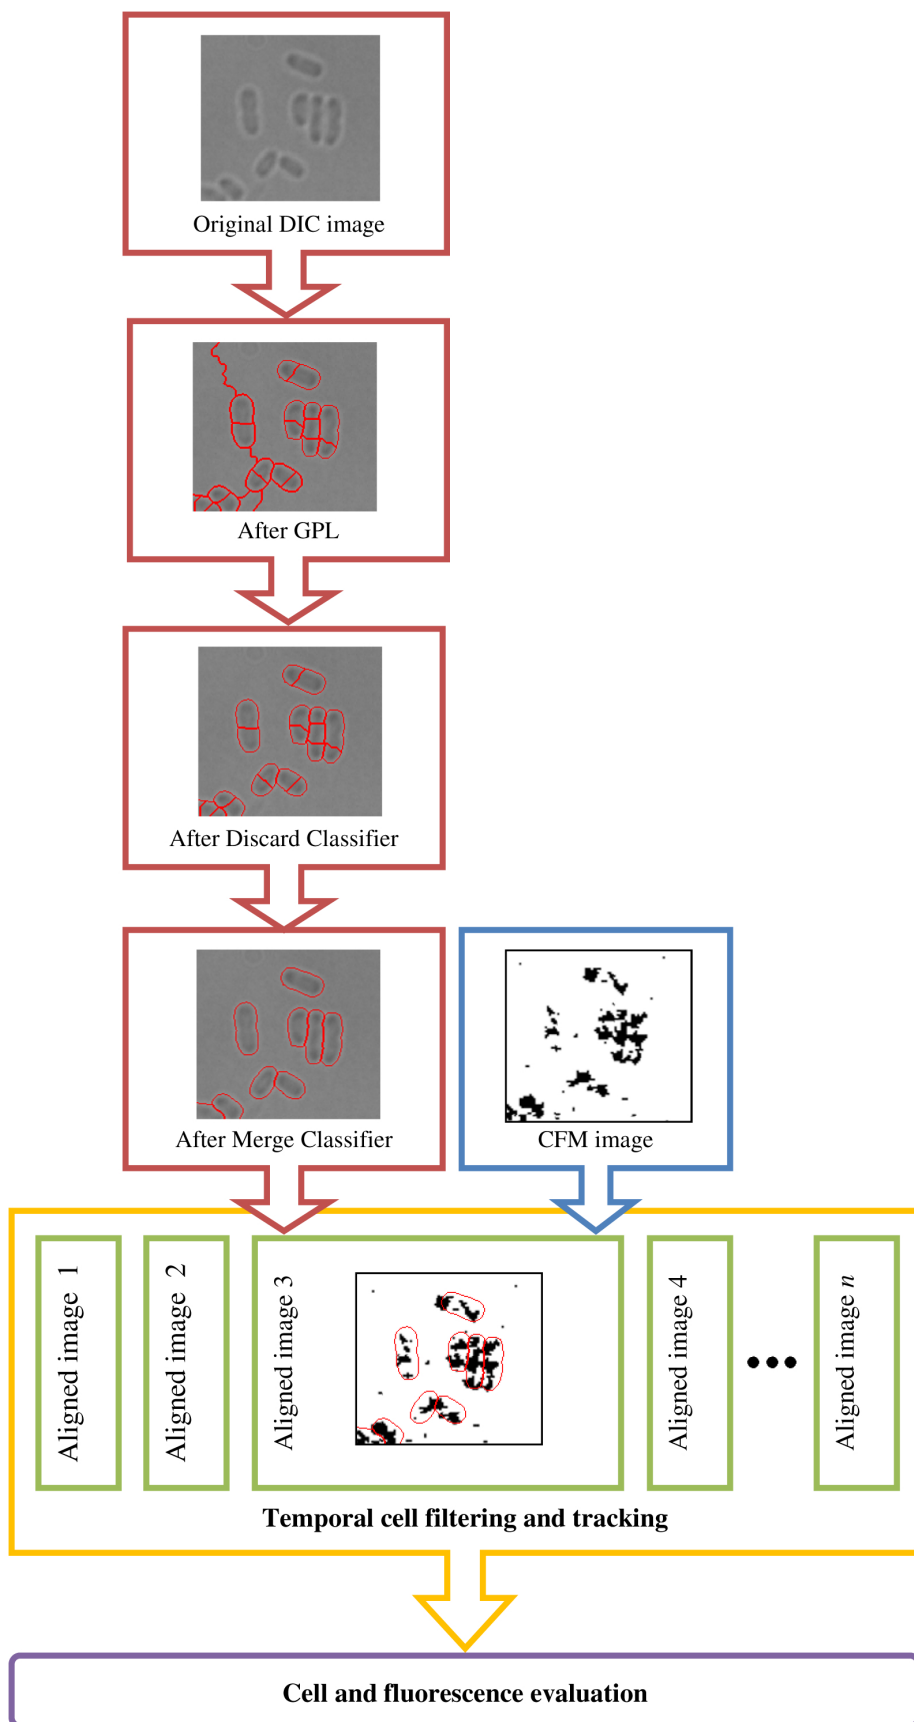 Original DIC image
After GPL
After Discard Classifier
After Merge Classifier
CFM image
Aligned image 1
Aligned image 2
Aligned image 3
Aligned image 4
•••
Aligned image n
Temporal cell filtering and tracking
Cell and fluorescence evaluation